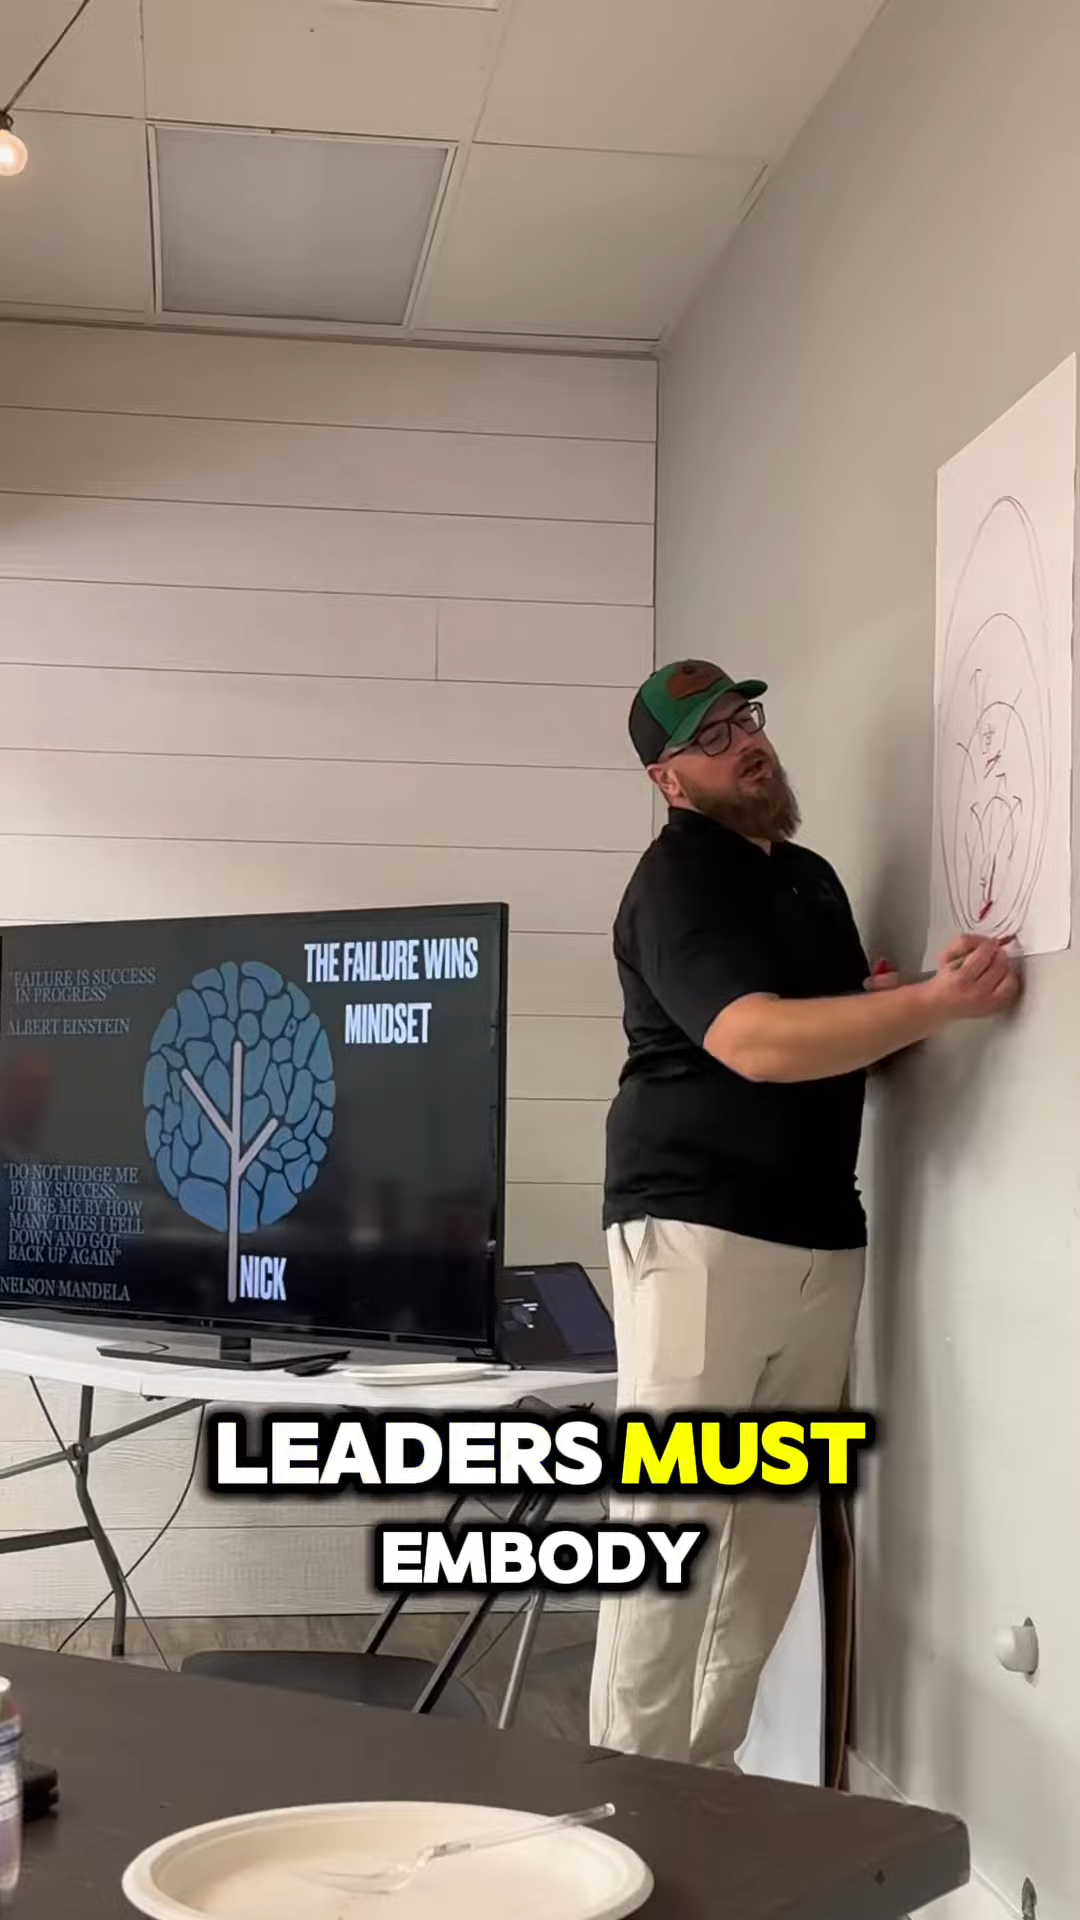 "FAILURE IS SUCCESS
IN PROGRESS"
ALBERT EINSTEIN
THE FAILURE WINS
MINDSET
"DO NOT JUDGE ME
BY MY SUCCESS,
JUDGE ME BY HOW
MANY TIMES I FELL
DOWN AND GOT
BACK UP AGAIN"
NELSON MANDELA
NICK
VIZIO
LEADERS MUST
EMBODY